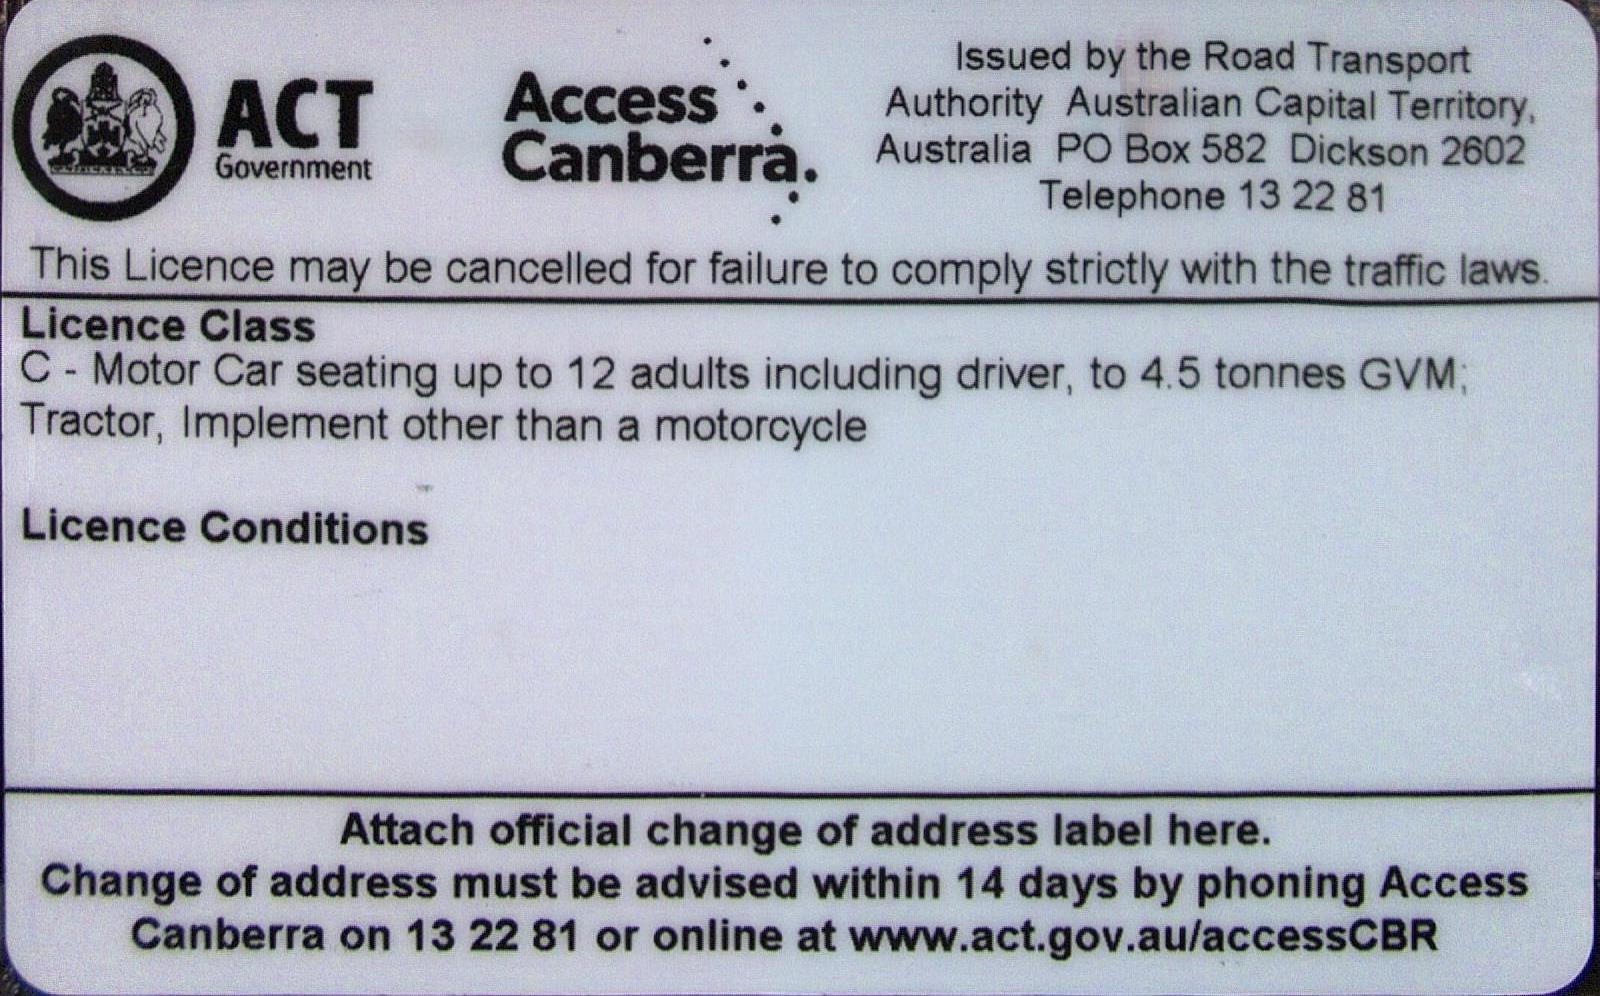 ACT
Government
Access
Canberra.
Issued by the Road Transport
Authority Australian Capital Territory,
Australia PO Box 582 Dickson 2602
Telephone 13 22 81
This Licence may be cancelled for failure to comply strictly with the traffic laws.
Licence Class
C - Motor Car seating up to 12 adults including driver, to 4.5 tonnes GVM;
Tractor, Implement other than a motorcycle
Licence Conditions
Attach official change of address label here.
Change of address must be advised within 14 days by phoning Access
Canberra on 13 22 81 or online at www.act.gov.au/accessCBR